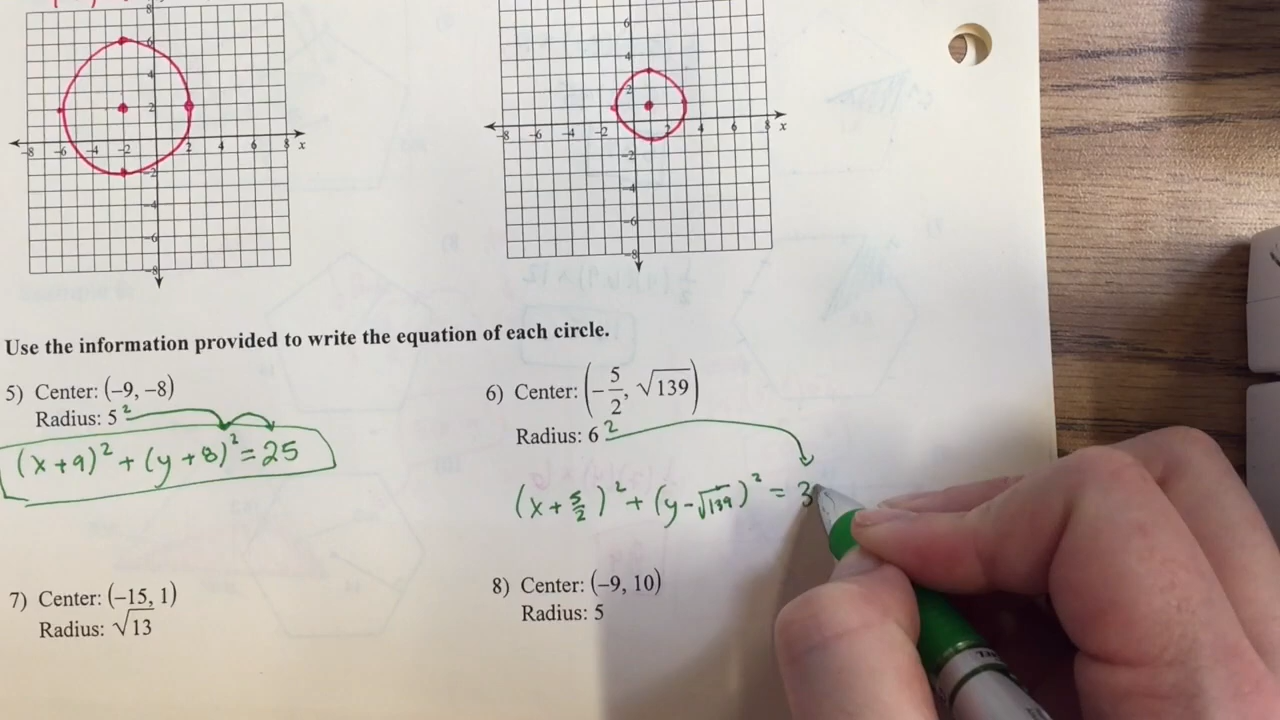 8
6
4
2
-8 -6 -4 -2 2 4 6 8 x
-2
-4
-6
-8
6
4
2
-8 -6 -4 -2 2 4 6 8 x
-2
-4
-6
-8
Use the information provided to write the equation of each circle.
5) Center: (–9, –8)
Radius: 5 ²
(x+9)² + (y+8)² = 25
6) Center: (–5/2, √139)
Radius: 6 ²
(x+5/2)² + (y-√139)² = 3
7) Center: (–15, 1)
Radius: √13
8) Center: (–9, 10)
Radius: 5